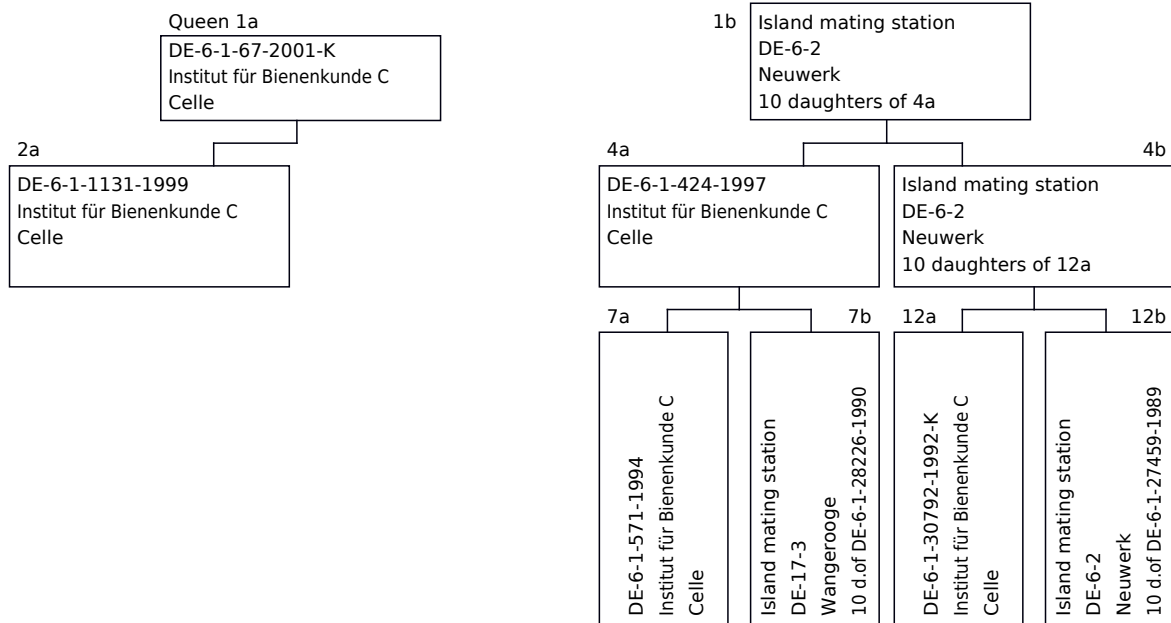 Queen 1a
DE-6-1-67-2001-K
Institut für Bienenkunde C
Celle
1b
Island mating station
DE-6-2
Neuwerk
10 daughters of 4a
2a
DE-6-1-1131-1999
Institut für Bienenkunde C
Celle
4a
DE-6-1-424-1997
Institut für Bienenkunde C
Celle
4b
Island mating station
DE-6-2
Neuwerk
10 daughters of 12a
7a
DE-6-1-571-1994
Institut für Bienenkunde C
Celle
7b
Island mating station
DE-17-3
Wangerooge
10 d.of DE-6-1-28226-1990
12a
DE-6-1-30792-1992-K
Institut für Bienenkunde C
Celle
12b
Island mating station
DE-6-2
Neuwerk
10 d.of DE-6-1-27459-1989